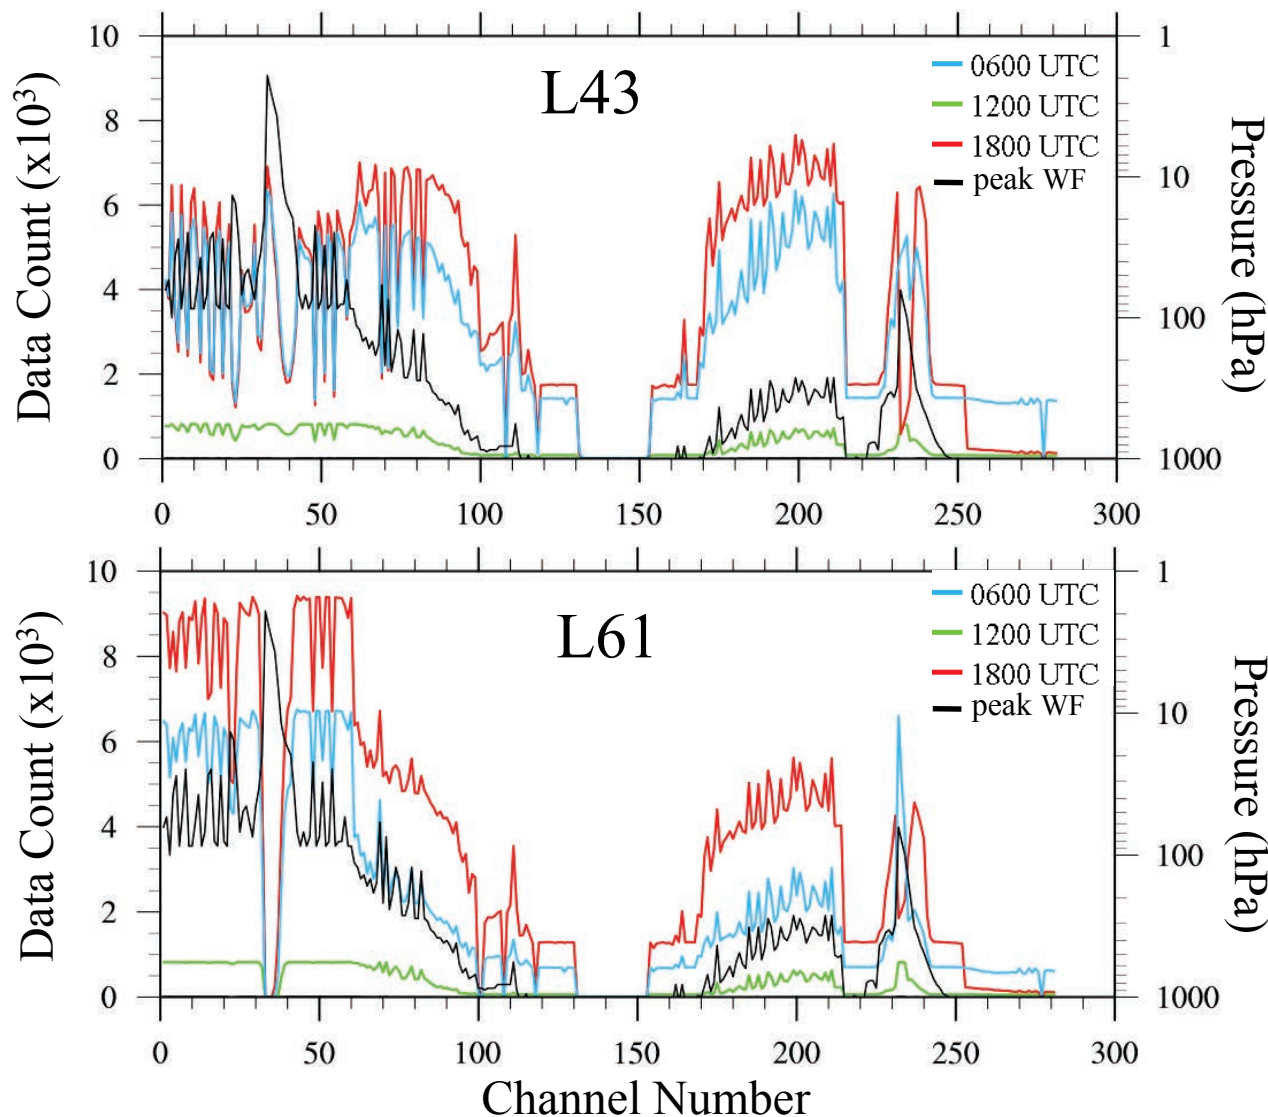 10
8
6
4
2
0
Data Count (x10³)
L43
0600 UTC
1200 UTC
1800 UTC
peak WF
1
10
100
1000
Pressure (hPa)
0 50 100 150 200 250 300
10
8
6
4
2
0
Data Count (x10³)
L61
0600 UTC
1200 UTC
1800 UTC
peak WF
1
10
100
1000
Pressure (hPa)
0 50 100 150 200 250 300
Channel Number